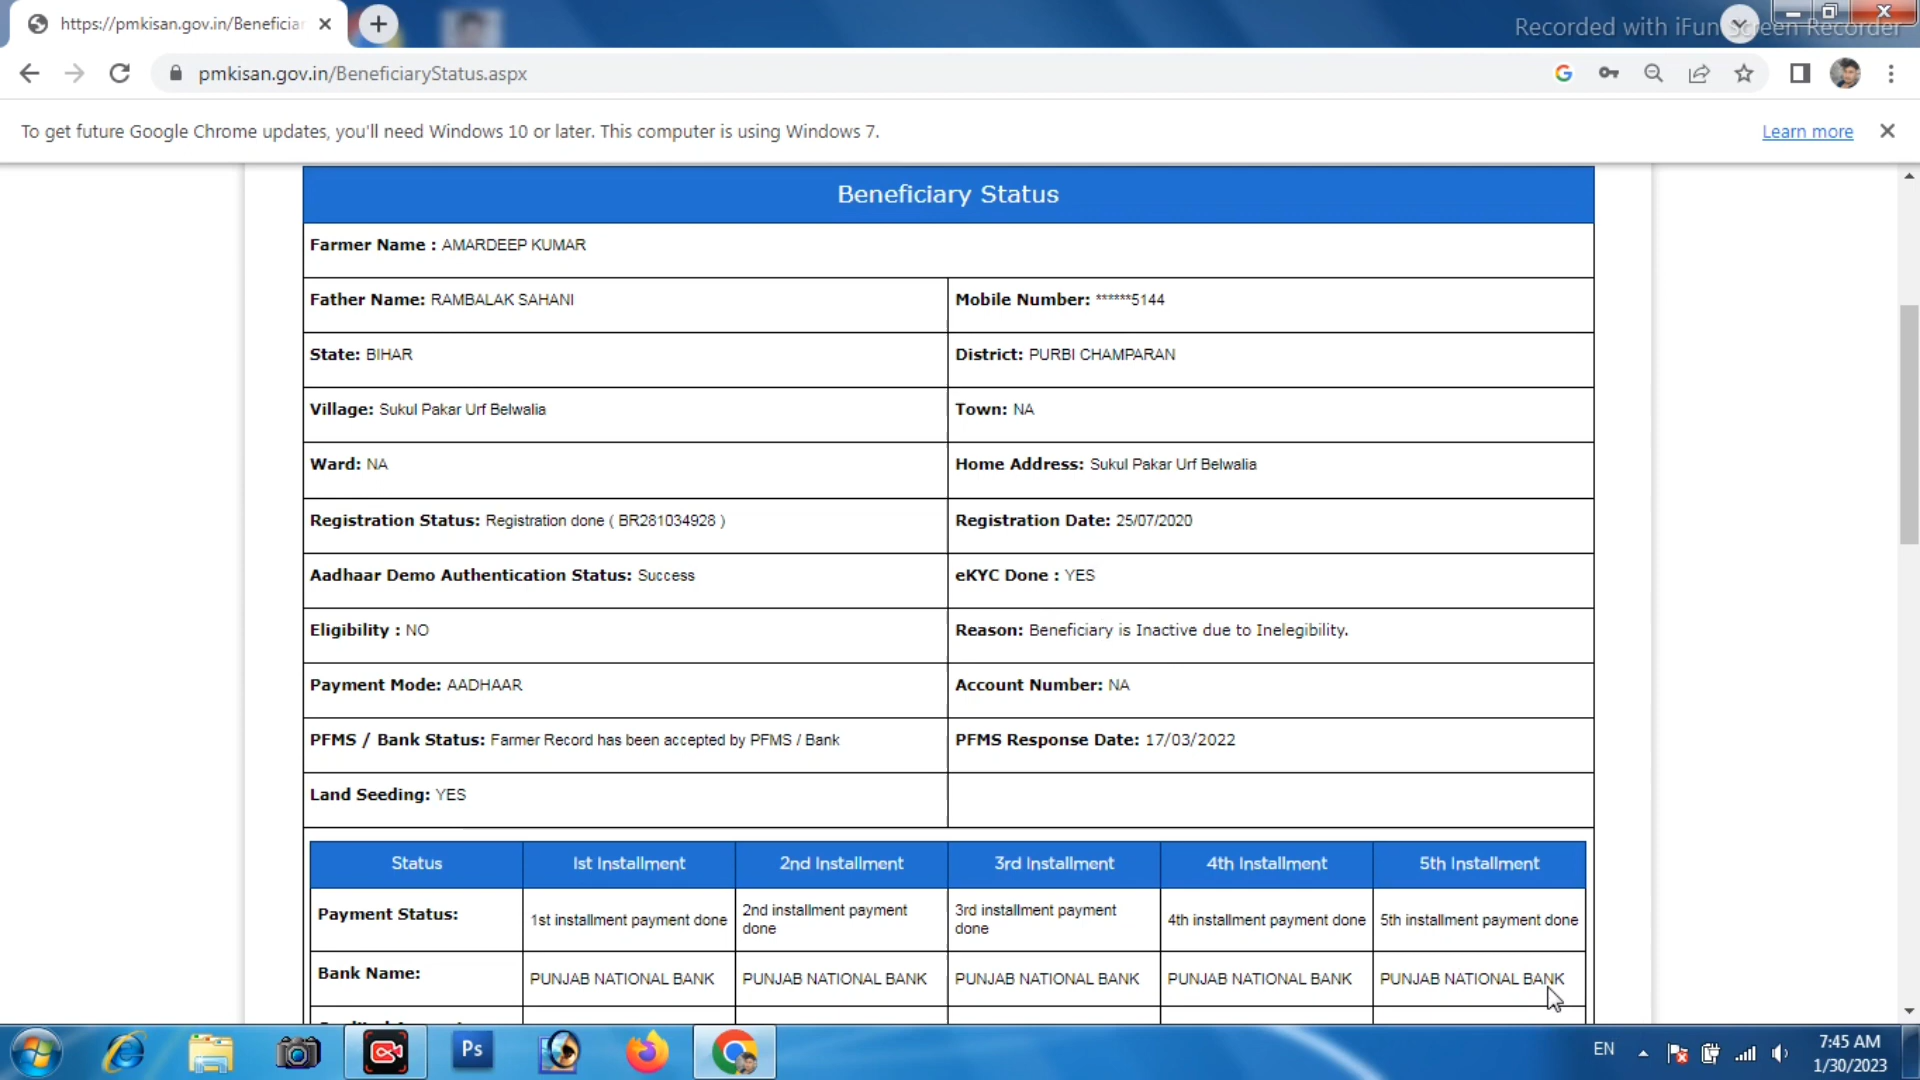 https://pmkisan.gov.in/Beneficiar
Recorded with iFun Screen Recorder
pmkisan.gov.in/BeneficiaryStatus.aspx
To get future Google Chrome updates, you'll need Windows 10 or later. This computer is using Windows 7.
Learn more
Beneficiary Status
Farmer Name : AMARDEEP KUMAR
Father Name: RAMBALAK SAHANI
Mobile Number: ******5144
State: BIHAR
District: PURBI CHAMPARAN
Village: Sukul Pakar Urf Belwalia
Town: NA
Ward: NA
Home Address: Sukul Pakar Urf Belwalia
Registration Status: Registration done ( BR281034928 )
Registration Date: 25/07/2020
Aadhaar Demo Authentication Status: Success
eKYC Done : YES
Eligibility : NO
Reason: Beneficiary is Inactive due to Inelegibility.
Payment Mode: AADHAAR
Account Number: NA
PFMS / Bank Status: Farmer Record has been accepted by PFMS / Bank
PFMS Response Date: 17/03/2022
Land Seeding: YES
Status
Ist Installment
2nd Installment
3rd Installment
4th Installment
5th Installment
Payment Status:
1st installment payment done
2nd installment payment
done
3rd installment payment
done
4th installment payment done
5th installment payment done
Bank Name:
PUNJAB NATIONAL BANK
PUNJAB NATIONAL BANK
PUNJAB NATIONAL BANK
PUNJAB NATIONAL BANK
PUNJAB NATIONAL BANK
Ps
EN
7:45 AM
1/30/2023